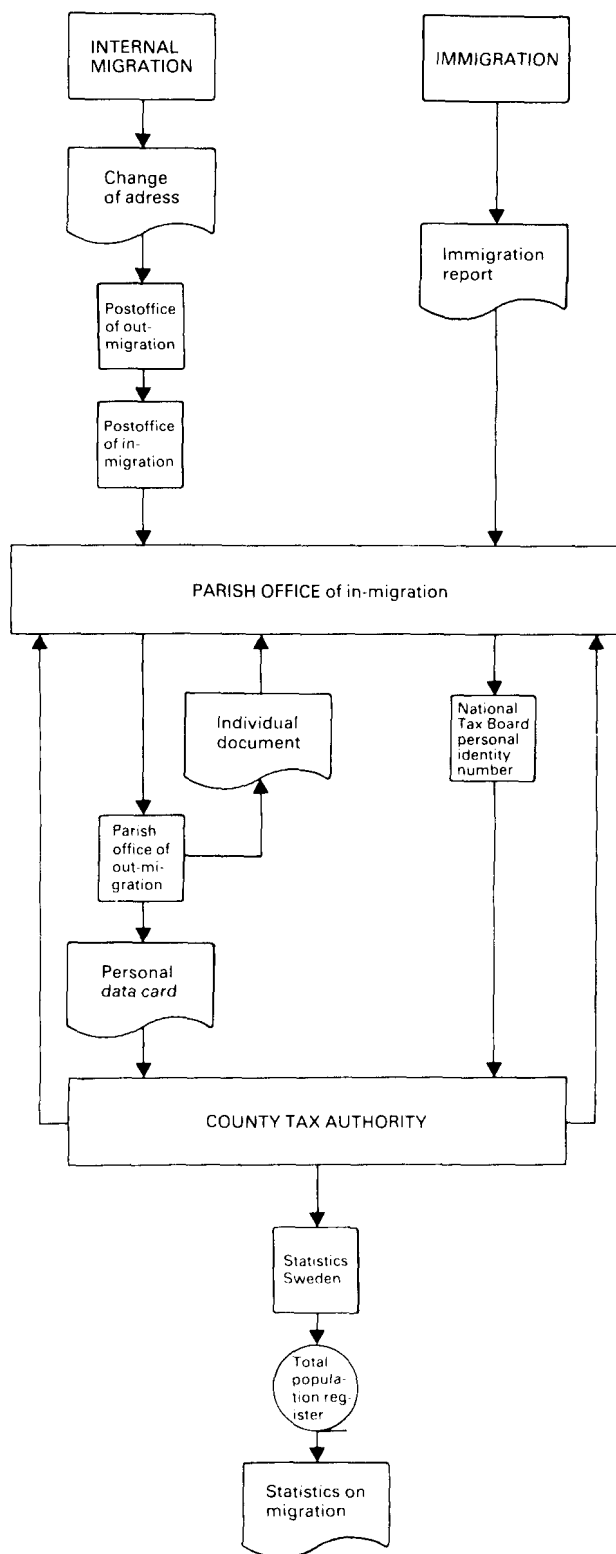 INTERNAL
MIGRATION
IMMIGRATION
Change
of adress
Immigration
report
Postoffice
of out-
migration
Postoffice
of in-
migration
PARISH OFFICE of in-migration
Individual
document
National
Tax Board
personal
identity
number
Parish
office of
out-mi-
gration
Personal
data card
COUNTY TAX AUTHORITY
Statistics
Sweden
Total
popula-
tion reg-
ister
Statistics on
migration